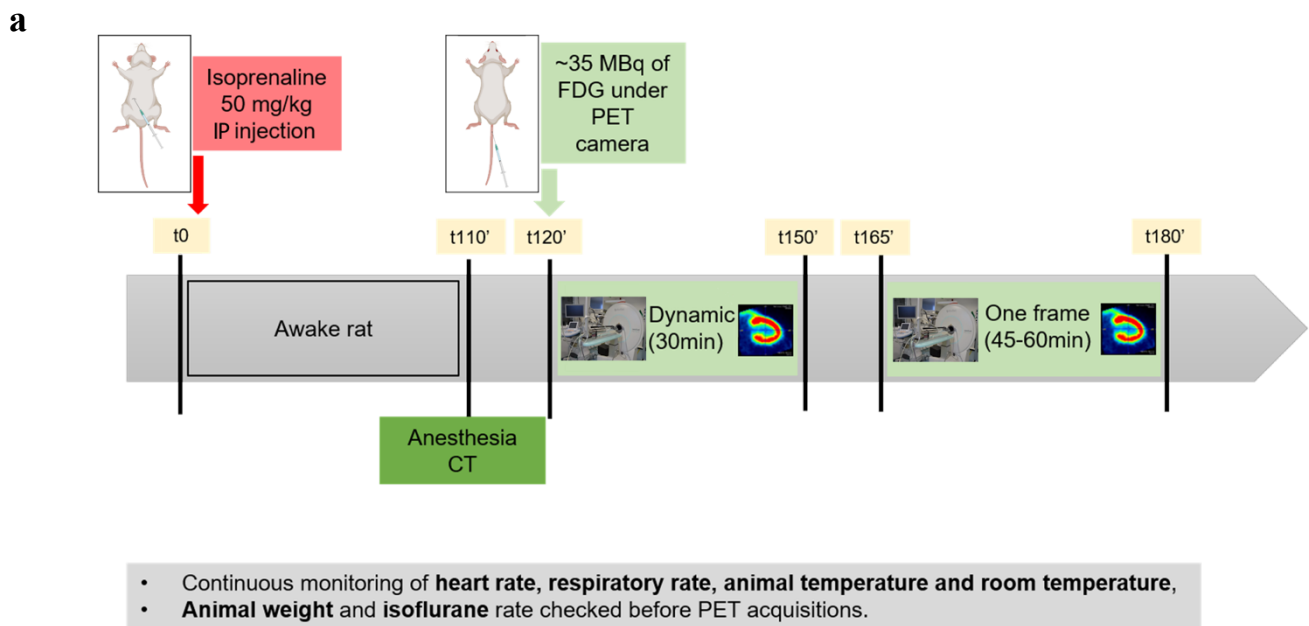 a
Isoprenaline
50 mg/kg
IP injection
~35 MBq of
FDG under
PET
camera
t0
t110’
t120’
t150’
t165’
t180’
Awake rat
Dynamic
(30min)
One frame
(45-60min)
Anesthesia
CT
• Continuous monitoring of heart rate, respiratory rate, animal temperature and room temperature,
• Animal weight and isoflurane rate checked before PET acquisitions.